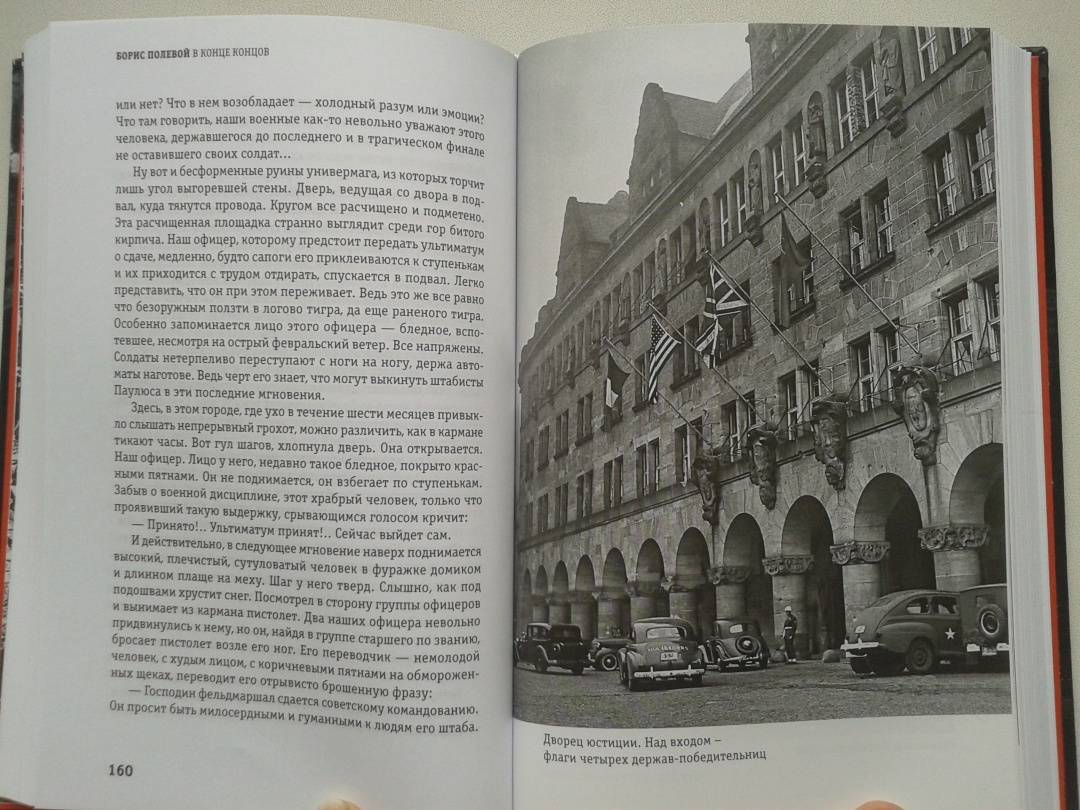 БОРИС ПОЛЕВОЙ В КОНЦЕ КОНЦОВ
или нет? Что в нем возобладает — холодный разум или эмоции?
Что там говорить, наши военные как-то невольно уважают этого
человека, державшегося до последнего и в трагическом финале
не оставившего своих солдат...
Ну вот и бесформенные руины универмага, из которых торчит
лишь угол выгоревшей стены. Дверь, ведущая со двора в под-
вал, куда тянутся провода. Кругом все расчищено и подметено.
Эта расчищенная площадка странно выглядит среди гор битого
кирпича. Наш офицер, которому предстоит передать ультиматум
о сдаче, медленно, будто сапоги его приклеиваются к ступенькам
и их приходится с трудом отдирать, спускается в подвал. Легко
представить, что он при этом переживает. Ведь это же все равно
что безоружным ползти в логово тигра, да еще раненого тигра.
Особенно запоминается лицо этого офицера — бледное, вспо-
тевшее, несмотря на острый февральский ветер. Все напряжены.
Солдаты нетерпеливо переступают с ноги на ногу, держа авто-
маты наготове. Ведь черт его знает, что могут выкинуть штабисты
Паулюса в эти последние мгновения.
Здесь, в этом городе, где ухо в течение шести месяцев привык-
ло слышать непрерывный грохот, можно различить, как в кармане
тикают часы. Вот гул шагов, хлопнула дверь. Она открывается.
Наш офицер. Лицо у него, недавно такое бледное, покрыто крас-
ными пятнами. Он не поднимается, он взбегает по ступенькам.
Забыв о военной дисциплине, этот храбрый человек, только что
проявивший такую выдержку, срывающимся голосом кричит:
— Принято!.. Ультиматум принят!.. Сейчас выйдет сам.
И действительно, в следующее мгновение наверх поднимается
высокий, плечистый, сутуловатый человек в фуражке домиком
и длинном плаще на меху. Шаг у него тверд. Слышно, как под
подошвами хрустит снег. Посмотрел в сторону группы офицеров
и вынимает из кармана пистолет. Два наших офицера невольно
придвинулись к нему, но он, найдя в группе старшего по званию,
бросает пистолет возле его ног. Его переводчик — немолодой
человек, с худым лицом, с коричневыми пятнами на обморожен-
ных щеках, переводит его отрывисто брошенную фразу:
— Господин фельдмаршал сдается советскому командованию.
Он просит быть милосердными и гуманными к людям его штаба.
160
Дворец юстиции. Над входом –
флаги четырех держав-победительниц